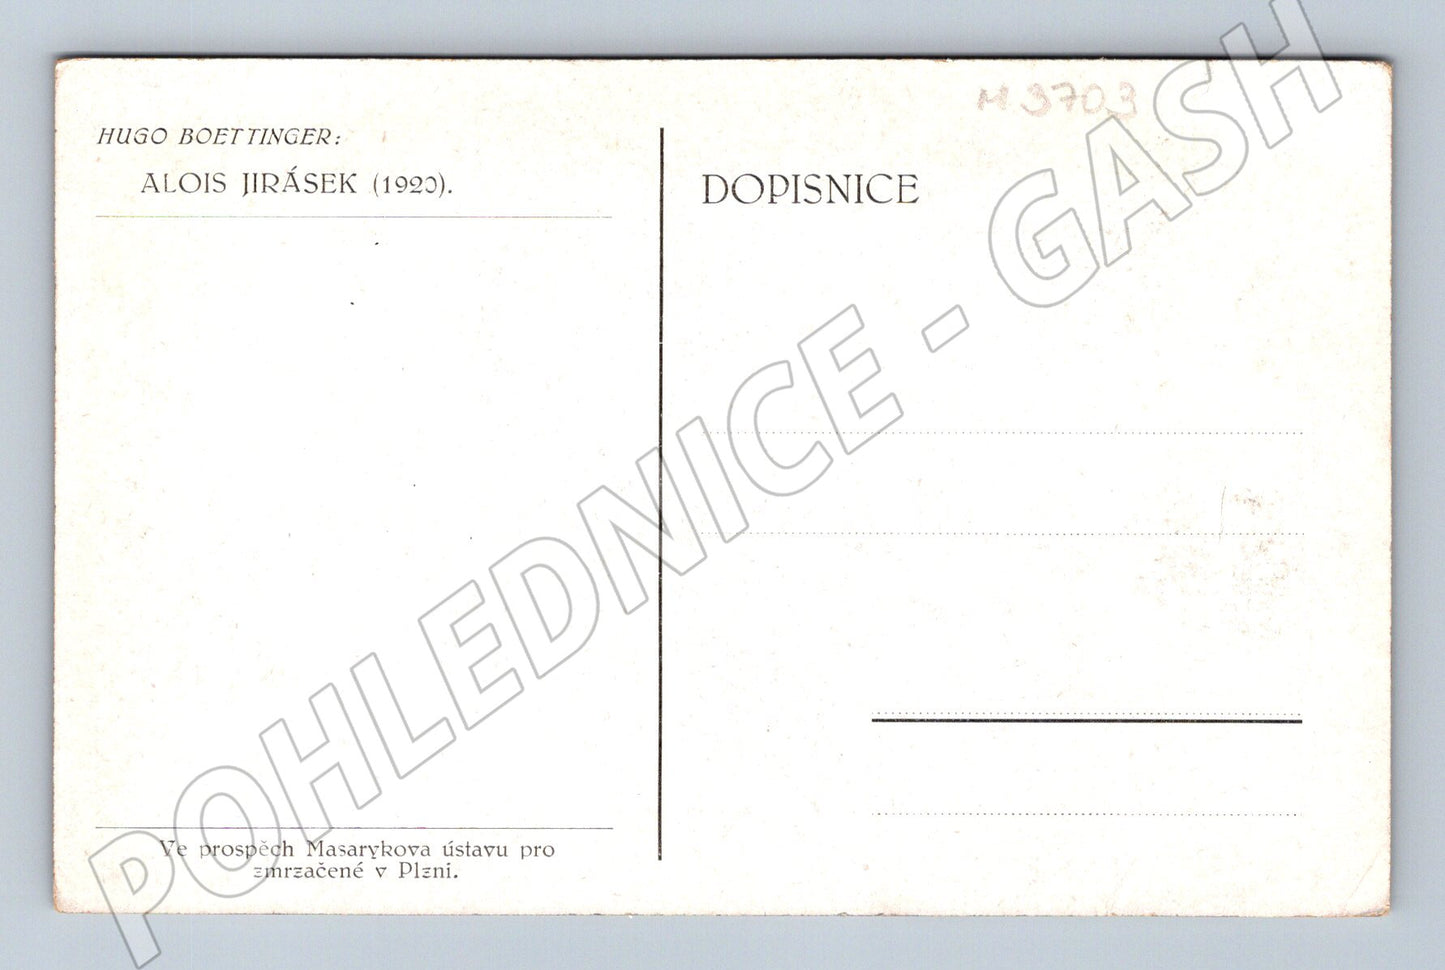 HUGO BOETTINGER:
ALOIS JIRÁSEK (1920).
Ve prospěch Masarykova ústavu pro
zmrzačené v Plzni.
M 3703
DOPISNICE
POHLEDNICE - GASH